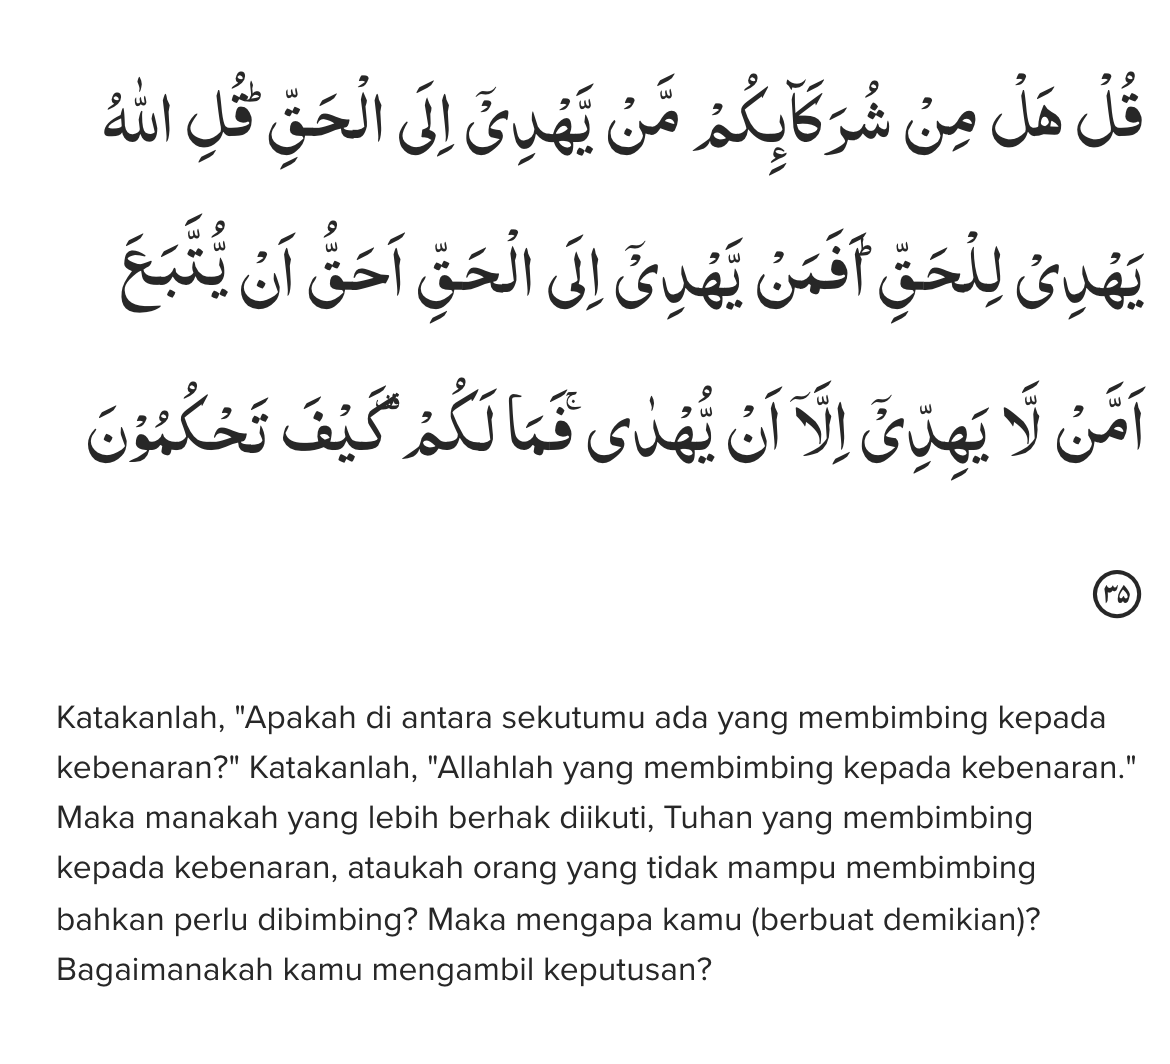 قُلْ هَلْ مِنْ شُرَكَاۤىِٕكُمْ مَّنْ يَّهْدِيْٓ اِلَى الْحَقِّۗ قُلِ اللّٰهُ
يَهْدِيْ لِلْحَقِّۗ اَفَمَنْ يَّهْدِيْٓ اِلَى الْحَقِّ اَحَقُّ اَنْ يُّتَّبَعَ
اَمَّنْ لَّا يَهِدِّيْٓ اِلَّآ اَنْ يُّهْدٰىۚ فَمَا لَكُمْۗ كَيْفَ تَحْكُمُوْنَ
۳۵
Katakanlah, "Apakah di antara sekutumu ada yang membimbing kepada
kebenaran?" Katakanlah, "Allahlah yang membimbing kepada kebenaran."
Maka manakah yang lebih berhak diikuti, Tuhan yang membimbing
kepada kebenaran, ataukah orang yang tidak mampu membimbing
bahkan perlu dibimbing? Maka mengapa kamu (berbuat demikian)?
Bagaimanakah kamu mengambil keputusan?